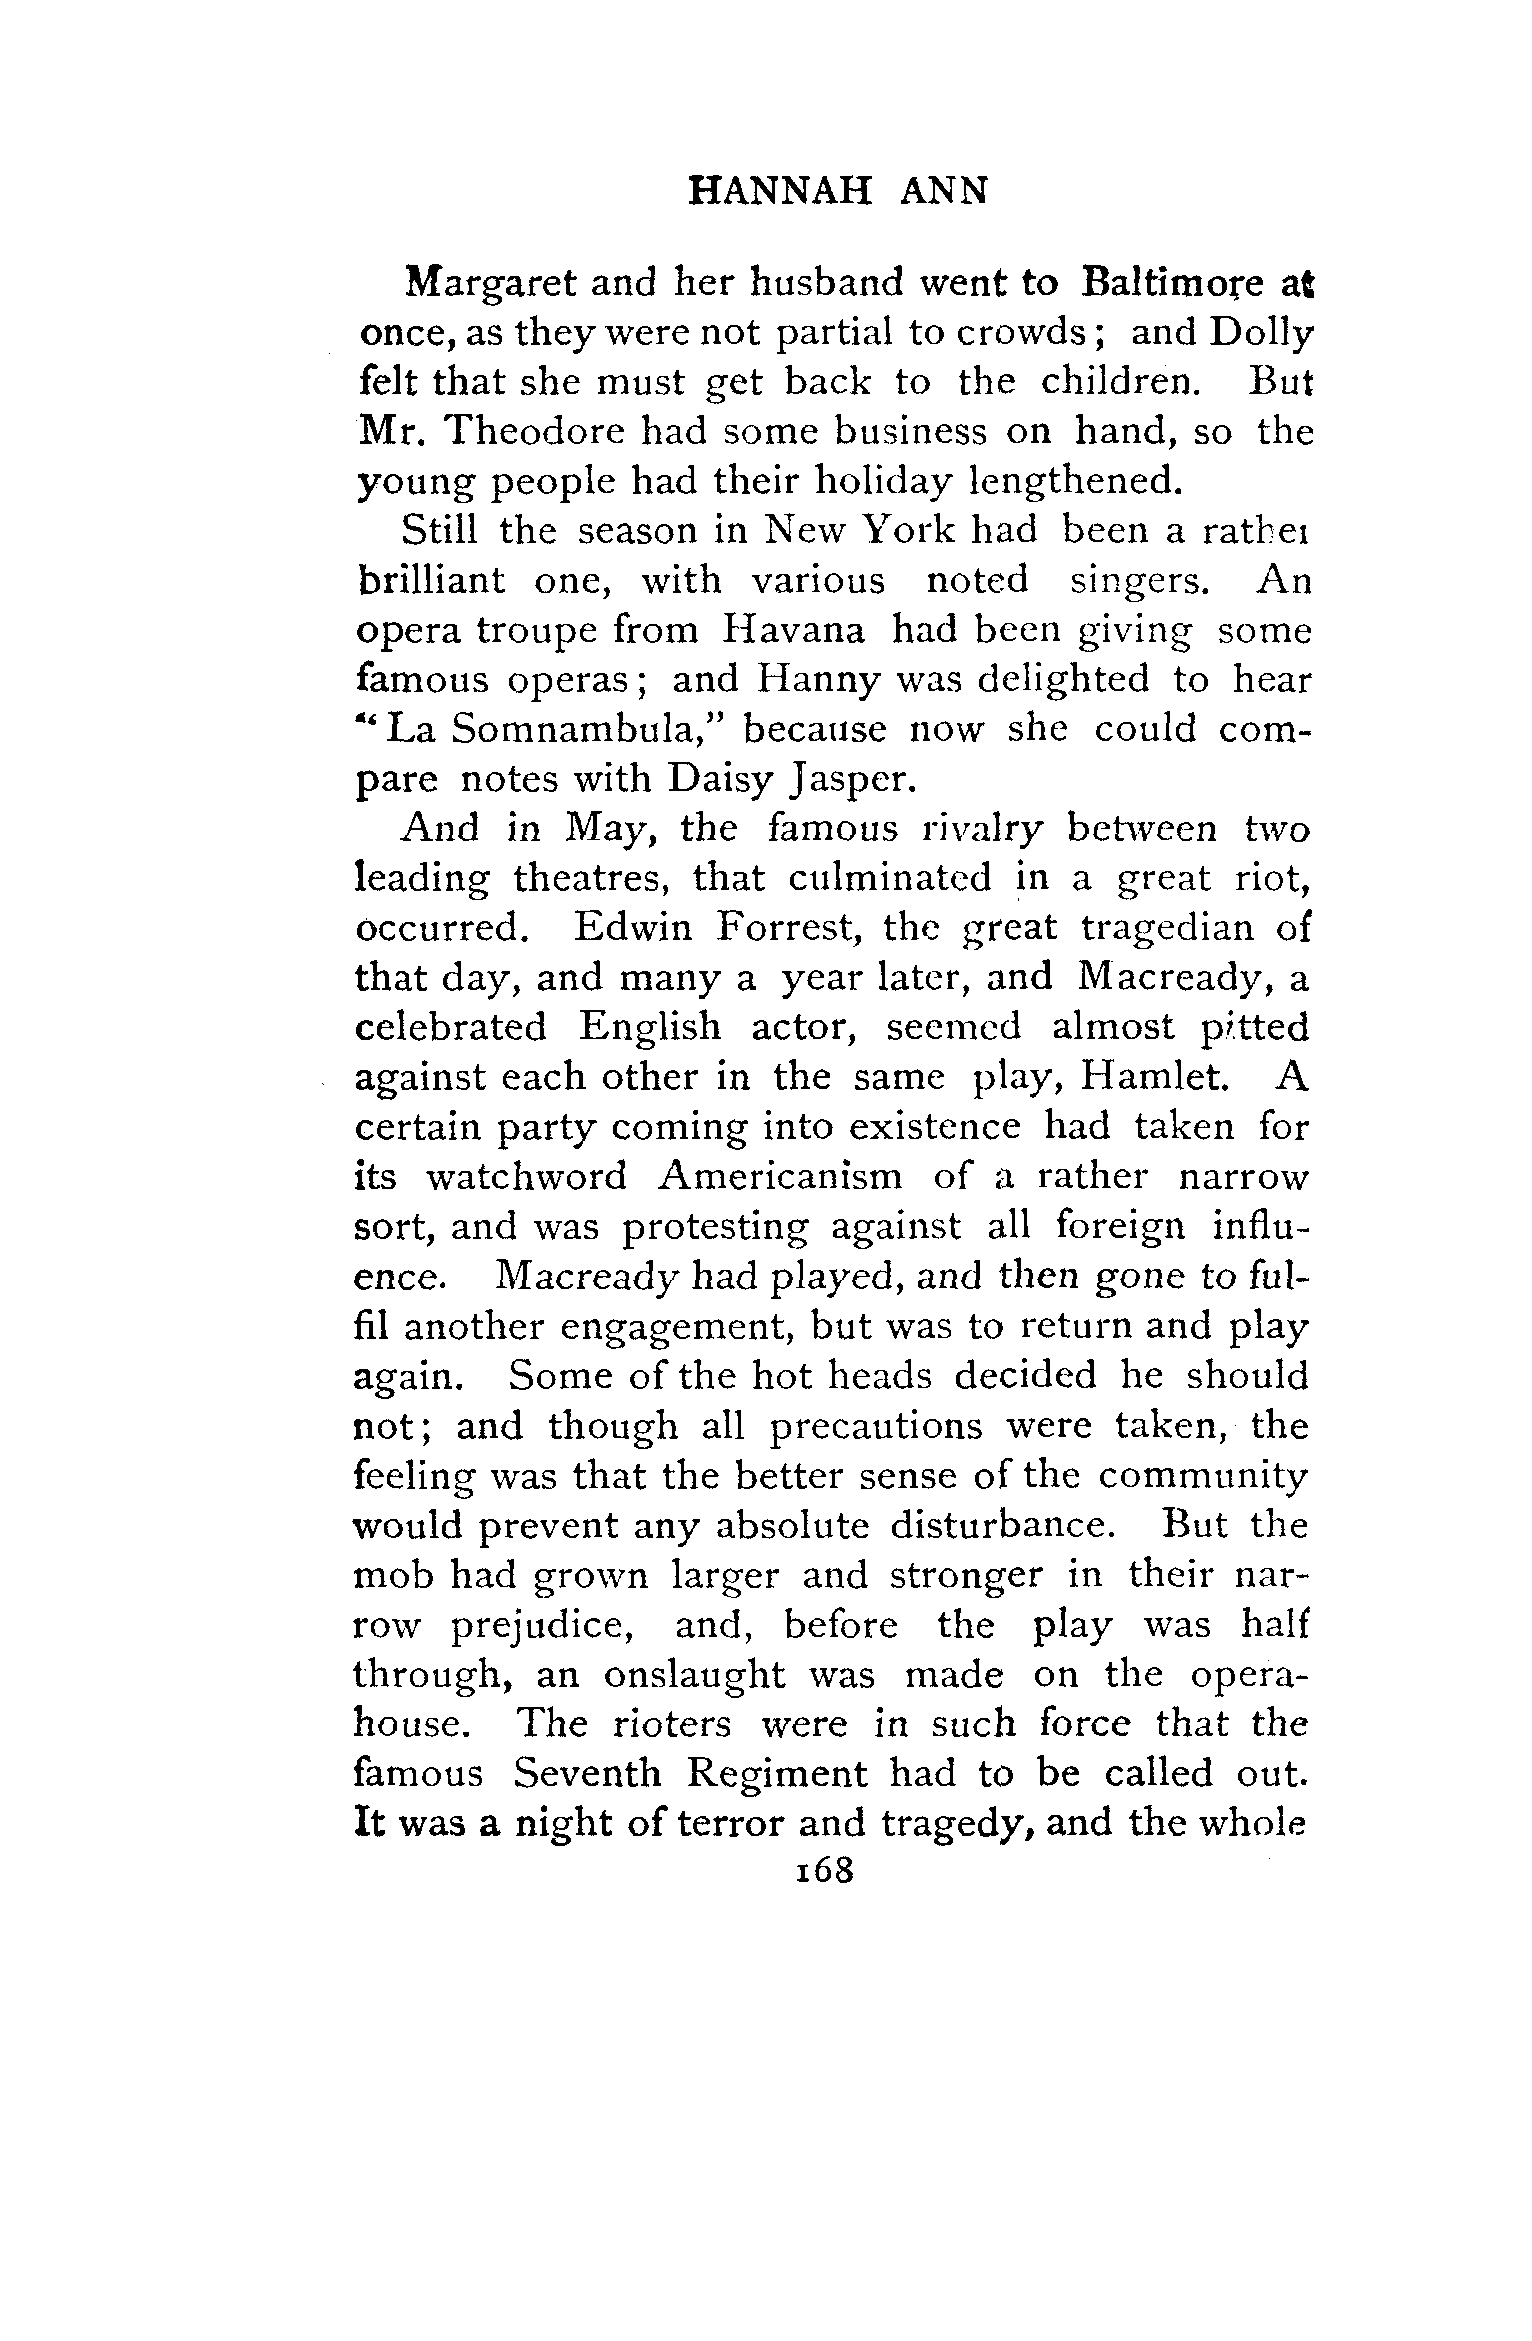 HANNAH ANN
Margaret and her husband went to Baltimore at
once, as they were not partial to crowds; and Dolly
felt that she must get back to the children. But
Mr. Theodore had some business on hand, so the
young people had their holiday lengthened.
Still the season in New York had been a rather
brilliant one, with various noted singers. An
opera troupe from Havana had been giving some
famous operas; and Hanny was delighted to hear
"La Somnambula," because now she could com-
pare notes with Daisy Jasper.
And in May, the famous rivalry between two
leading theatres, that culminated in a great riot,
occurred. Edwin Forrest, the great tragedian of
that day, and many a year later, and Macready, a
celebrated English actor, seemed almost pitted
against each other in the same play, Hamlet. A
certain party coming into existence had taken for
its watchword Americanism of a rather narrow
sort, and was protesting against all foreign influ-
ence. Macready had played, and then gone to ful-
fil another engagement, but was to return and play
again. Some of the hot heads decided he should
not; and though all precautions were taken, the
feeling was that the better sense of the community
would prevent any absolute disturbance. But the
mob had grown larger and stronger in their nar-
row prejudice, and, before the play was half
through, an onslaught was made on the opera-
house. The rioters were in such force that the
famous Seventh Regiment had to be called out.
It was a night of terror and tragedy, and the whole
168